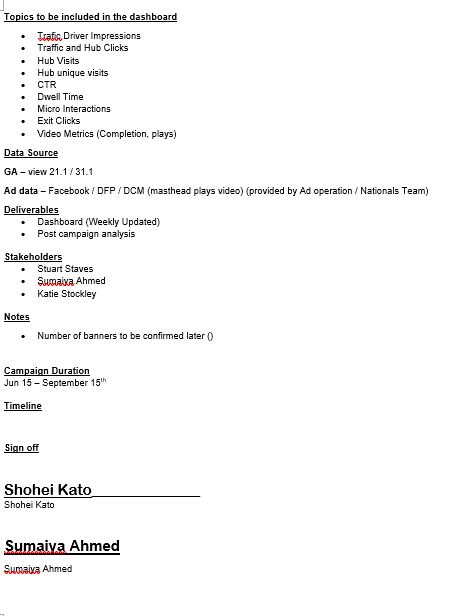 Topics to be included in the dashboard
• Trafic Driver Impressions
• Traffic and Hub Clicks
• Hub Visits
• Hub unique visits
• CTR
• Dwell Time
• Micro Interactions
• Exit Clicks
• Video Metrics (Completion, plays)
Data Source
GA – view 21.1 / 31.1
Ad data – Facebook / DFP / DCM (masthead plays video) (provided by Ad operation / Nationals Team)
Deliverables
• Dashboard (Weekly Updated)
• Post campaign analysis
Stakeholders
• Stuart Staves
• Sumaiya Ahmed
• Katie Stockley
Notes
• Number of banners to be confirmed later ()
Campaign Duration
Jun 15 – September 15th
Timeline
Sign off
Shohei Kato
Shohei Kato
Sumaiya Ahmed
Sumaiya Ahmed